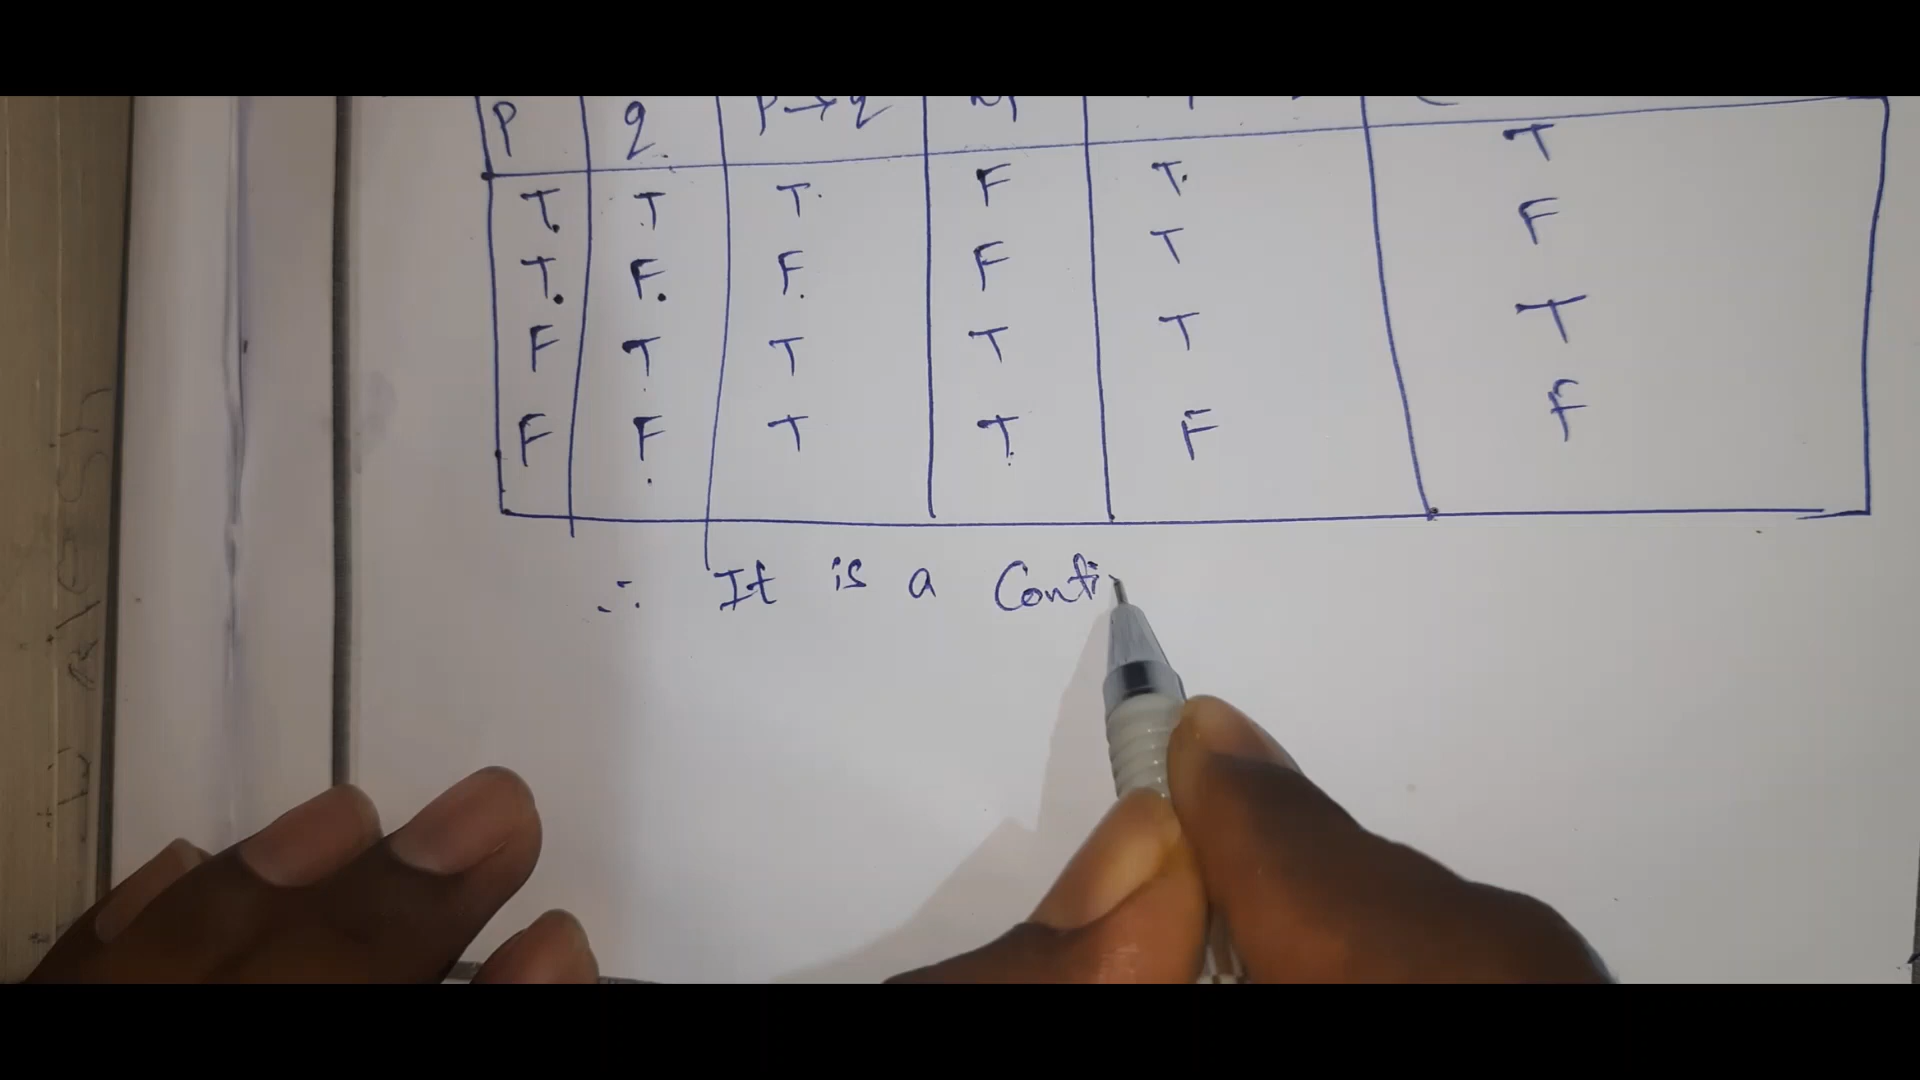 p q p→q
T T T F T T
T F F F T F
F T T T T T
F F T T F F
∴ It is a Conti